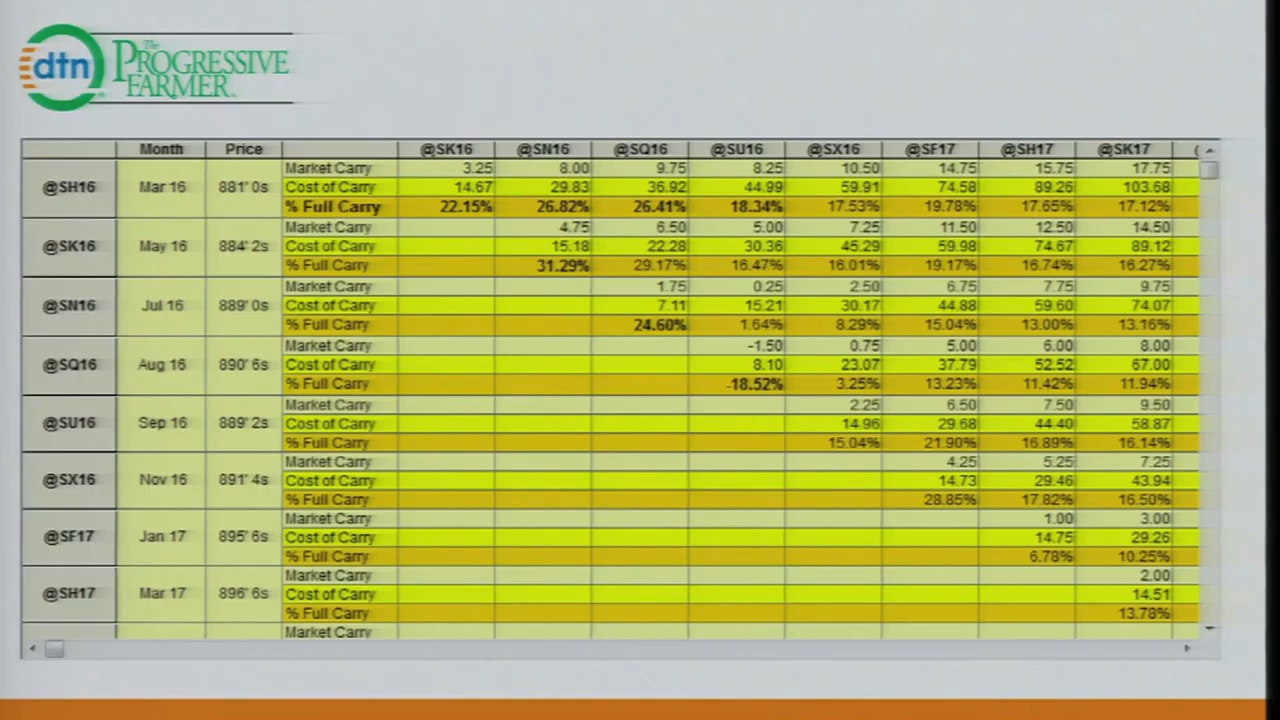 dtn The PROGRESSIVE
FARMER
Month Price @SK16 @SN16 @SQ16 @SU16 @SX16 @SF17 @SH17 @SK17 (
Market Carry 3.25 8.00 9.75 8.25 10.50 14.75 15.75 17.75
@SH16 Mar 16 881' 0s Cost of Carry 14.67 29.83 36.92 44.99 59.91 74.58 89.26 103.68
% Full Carry 22.15% 26.82% 26.41% 18.34% 17.53% 19.78% 17.65% 17.12%
Market Carry 4.75 6.50 5.00 7.25 11.50 12.50 14.50
@SK16 May 16 884' 2s Cost of Carry 15.18 22.28 30.36 45.29 59.98 74.67 89.12
% Full Carry 31.29% 29.17% 16.47% 16.01% 19.17% 16.74% 16.27%
Market Carry 1.75 0.25 2.50 6.75 7.75 9.75
@SN16 Jul 16 889' 0s Cost of Carry 7.11 15.21 30.17 44.88 59.60 74.07
% Full Carry 24.60% 1.64% 8.29% 15.04% 13.00% 13.16%
Market Carry -1.50 0.75 5.00 6.00 8.00
@SQ16 Aug 16 890' 6s Cost of Carry 8.10 23.07 37.79 52.52 67.00
% Full Carry -18.52% 3.25% 13.23% 11.42% 11.94%
Market Carry 2.25 6.50 7.50 9.50
@SU16 Sep 16 889' 2s Cost of Carry 14.96 29.68 44.40 58.87
% Full Carry 15.04% 21.90% 16.89% 16.14%
Market Carry 4.25 5.25 7.25
@SX16 Nov 16 891' 4s Cost of Carry 14.73 29.46 43.94
% Full Carry 28.85% 17.82% 16.50%
Market Carry 1.00 3.00
@SF17 Jan 17 895' 6s Cost of Carry 14.75 29.26
% Full Carry 6.78% 10.25%
Market Carry 2.00
@SH17 Mar 17 896' 6s Cost of Carry 14.51
% Full Carry 13.78%
Market Carry